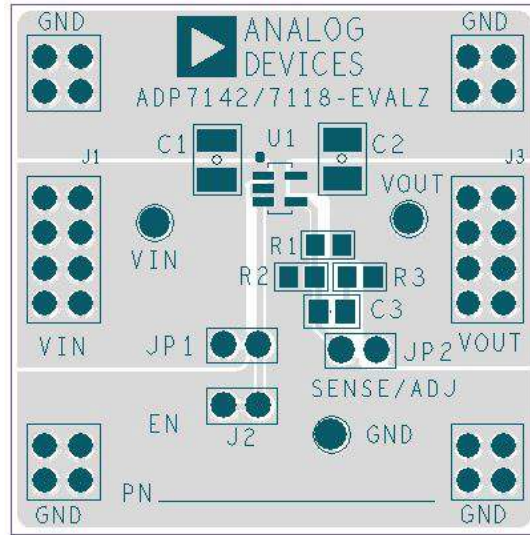 GND
ANALOG
DEVICES
GND
ADP7142/7118-EVALZ
C1
U1
C2
J1
J3
VOUT
VIN
R1
R2
R3
C3
VIN
JP1
JP2
VOUT
SENSE/ADJ
EN
J2
GND
PN
GND
GND